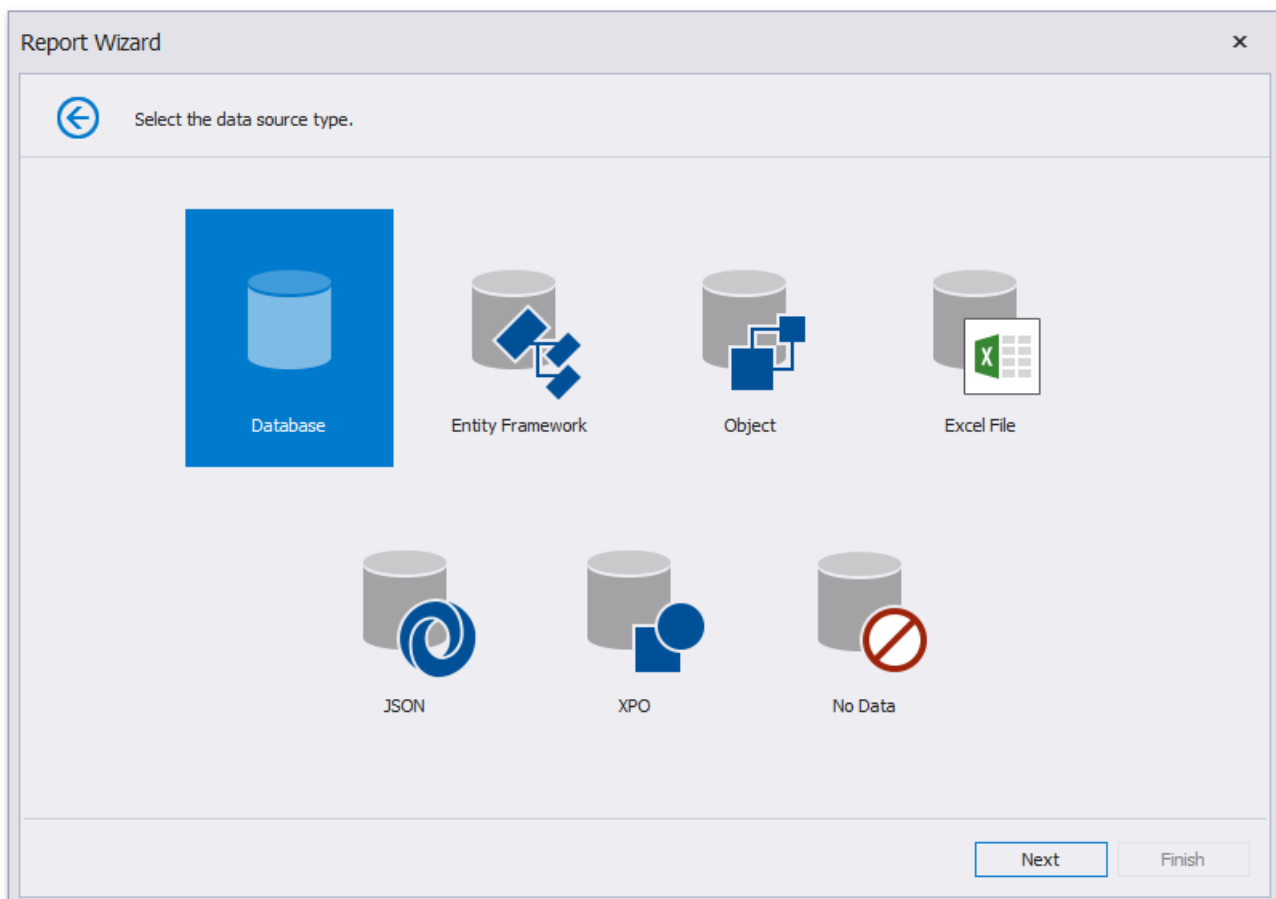 Report Wizard
Select the data source type.
Database
Entity Framework
Object
Excel File
X
JSON
XPO
No Data
Next
Finish